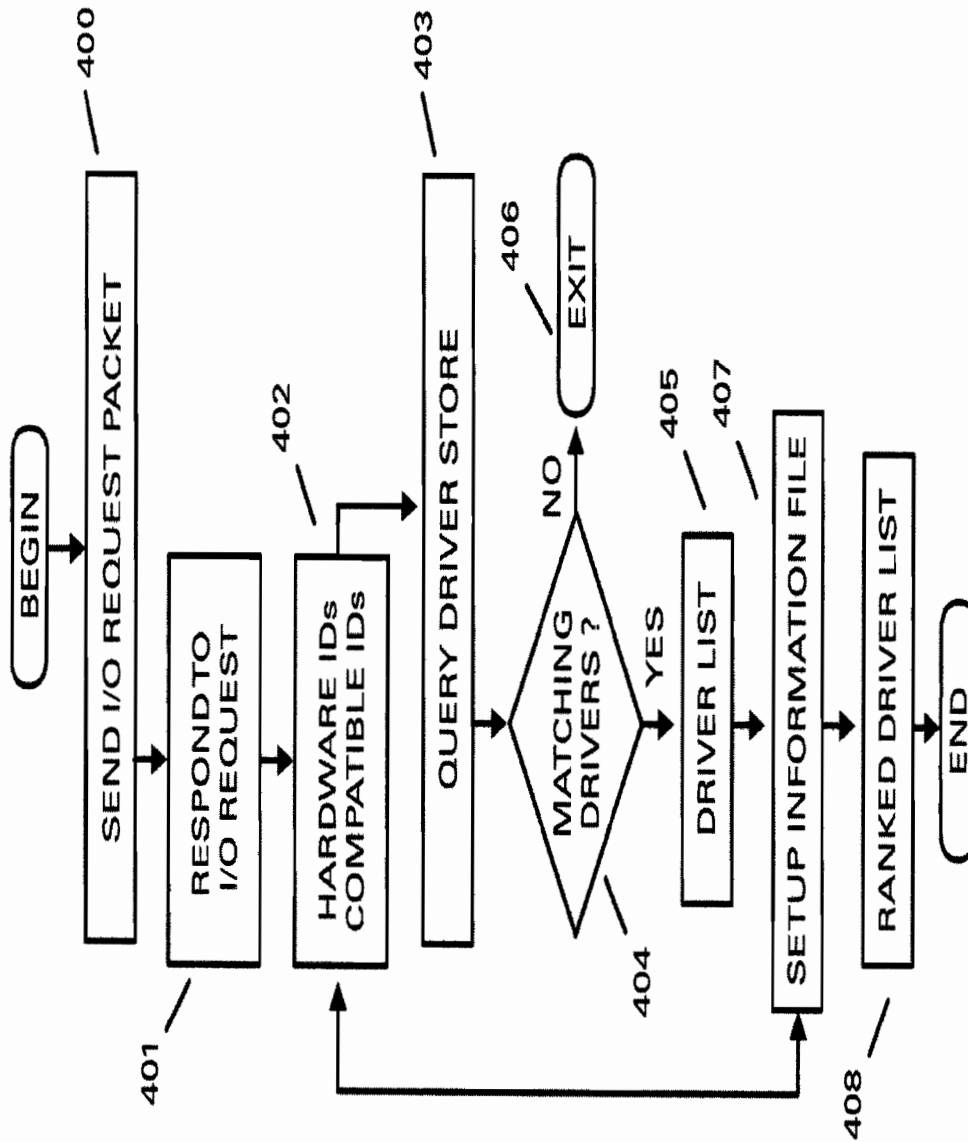 BEGIN
400
SEND I/O REQUEST PACKET
401
RESPOND TO
I/O REQUEST
402
HARDWARE IDs
COMPATIBLE IDs
403
QUERY DRIVER STORE
404
MATCHING
DRIVERS ?
NO
406
EXIT
YES
405
DRIVER LIST
407
SETUP INFORMATION FILE
408
RANKED DRIVER LIST
END